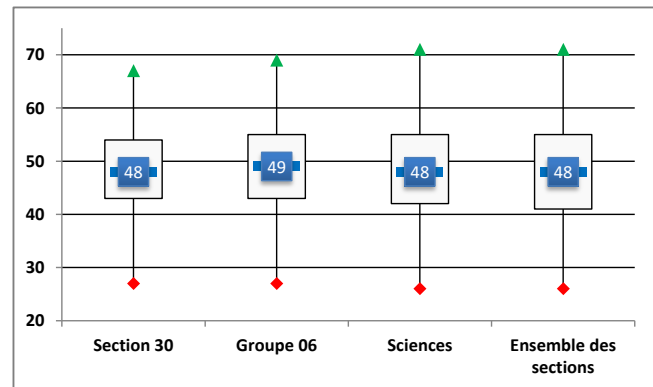 70
60
50
40
30
20
48
49
48
48
Section 30
Groupe 06
Sciences
Ensemble des
sections